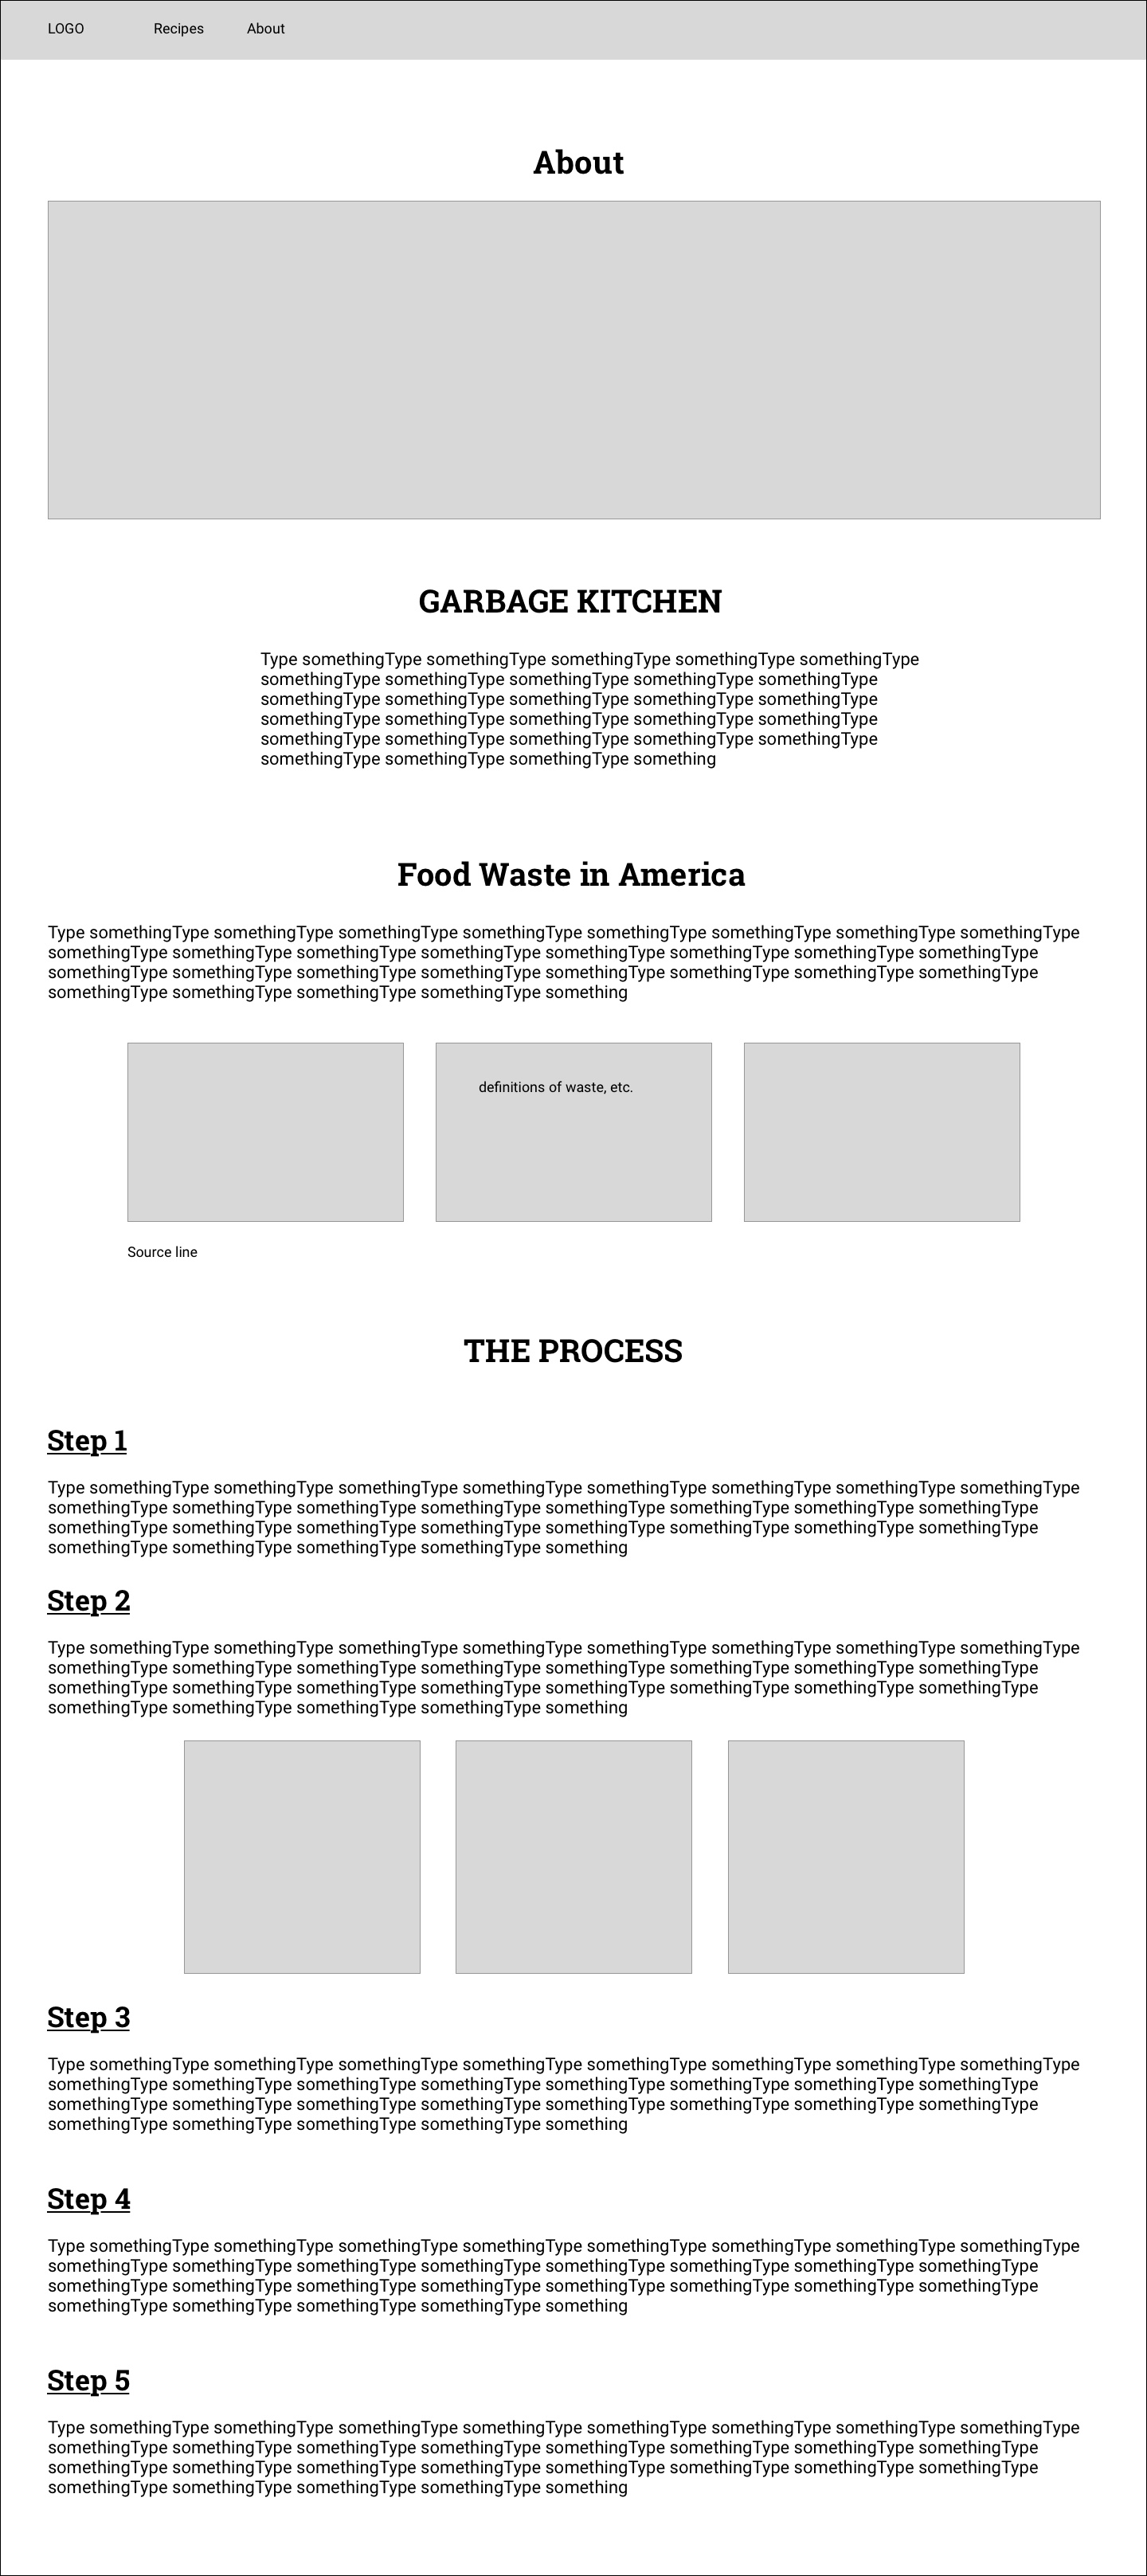 LOGO Recipes About
About
GARBAGE KITCHEN
Type somethingType somethingType somethingType somethingType somethingType
somethingType somethingType somethingType somethingType somethingType
somethingType somethingType somethingType somethingType somethingType
somethingType somethingType somethingType somethingType somethingType
somethingType somethingType somethingType somethingType somethingType
somethingType somethingType somethingType something
Food Waste in America
Type somethingType somethingType somethingType somethingType somethingType somethingType somethingType somethingType
somethingType somethingType somethingType somethingType somethingType somethingType somethingType somethingType
somethingType somethingType somethingType somethingType somethingType somethingType somethingType somethingType
somethingType somethingType somethingType somethingType something
definitions of waste, etc.
Source line
THE PROCESS
Step 1
Type somethingType somethingType somethingType somethingType somethingType somethingType somethingType somethingType
somethingType somethingType somethingType somethingType somethingType somethingType somethingType somethingType
somethingType somethingType somethingType somethingType somethingType somethingType somethingType somethingType
somethingType somethingType somethingType somethingType something
Step 2
Type somethingType somethingType somethingType somethingType somethingType somethingType somethingType somethingType
somethingType somethingType somethingType somethingType somethingType somethingType somethingType somethingType
somethingType somethingType somethingType somethingType somethingType somethingType somethingType somethingType
somethingType somethingType somethingType somethingType something
Step 3
Type somethingType somethingType somethingType somethingType somethingType somethingType somethingType somethingType
somethingType somethingType somethingType somethingType somethingType somethingType somethingType somethingType
somethingType somethingType somethingType somethingType somethingType somethingType somethingType somethingType
somethingType somethingType somethingType somethingType something
Step 4
Type somethingType somethingType somethingType somethingType somethingType somethingType somethingType somethingType
somethingType somethingType somethingType somethingType somethingType somethingType somethingType somethingType
somethingType somethingType somethingType somethingType somethingType somethingType somethingType somethingType
somethingType somethingType somethingType somethingType something
Step 5
Type somethingType somethingType somethingType somethingType somethingType somethingType somethingType somethingType
somethingType somethingType somethingType somethingType somethingType somethingType somethingType somethingType
somethingType somethingType somethingType somethingType somethingType somethingType somethingType somethingType
somethingType somethingType somethingType somethingType something